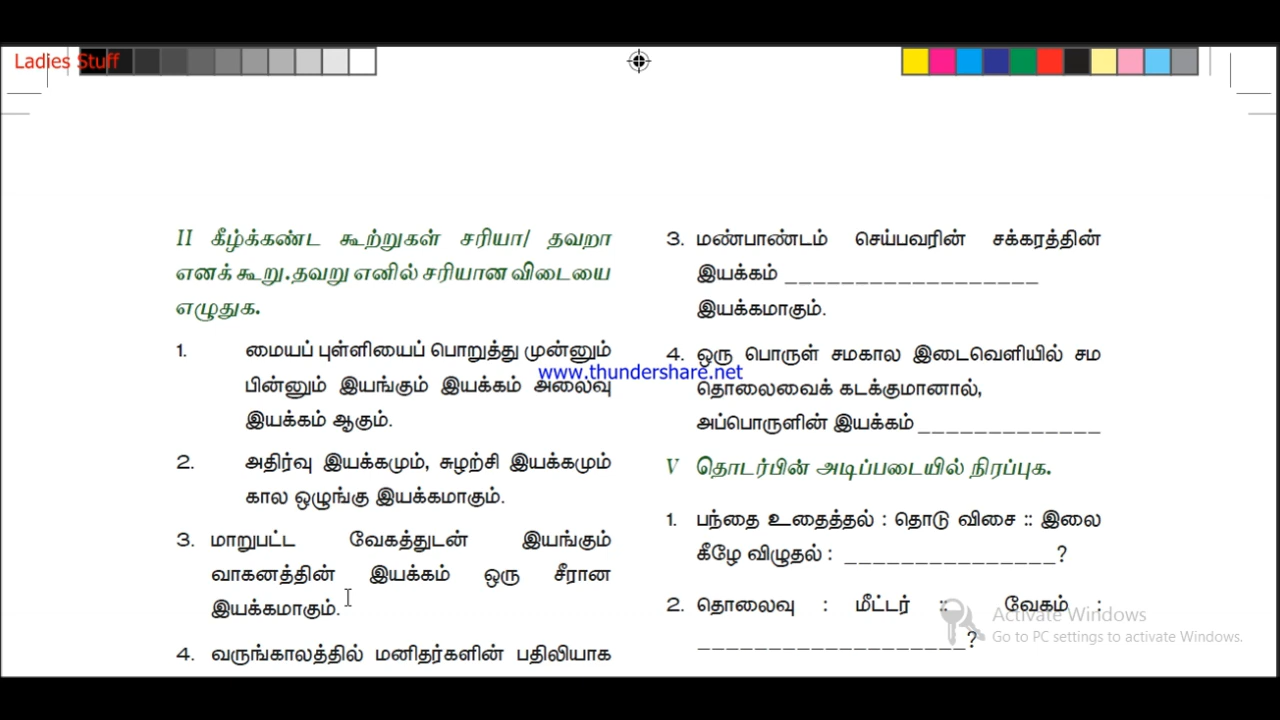 Ladies Stuff
II கீழ்க்கண்ட கூற்றுகள் சரியா/ தவறா
எனக் கூறு.தவறு எனில் சரியான விடையை
எழுதுக.
1. மையப் புள்ளியைப் பொறுத்து முன்னும்
பின்னும் இயங்கும் இயக்கம் அலைவு
இயக்கம் ஆகும்.
2. அதிர்வு இயக்கமும், சுழற்சி இயக்கமும்
கால ஒழுங்கு இயக்கமாகும்.
3. மாறுபட்ட வேகத்துடன் இயங்கும்
வாகனத்தின் இயக்கம் ஒரு சீரான
இயக்கமாகும்.
4. வருங்காலத்தில் மனிதர்களின் பதிலியாக
3. மண்பாண்டம் செய்பவரின் சக்கரத்தின்
இயக்கம் __________________
இயக்கமாகும்.
4. ஒரு பொருள் சமகால இடைவெளியில் சம
www.thundershare.net
தொலைவைக் கடக்குமானால்,
அப்பொருளின் இயக்கம் _____________
V தொடர்பின் அடிப்படையில் நிரப்புக.
1. பந்தை உதைத்தல் : தொடு விசை :: இலை
கீழே விழுதல் : _______________?
2. தொலைவு : மீட்டர் :: வேகம் :
___________________?
Activate Windows
Go to PC settings to activate Windows.